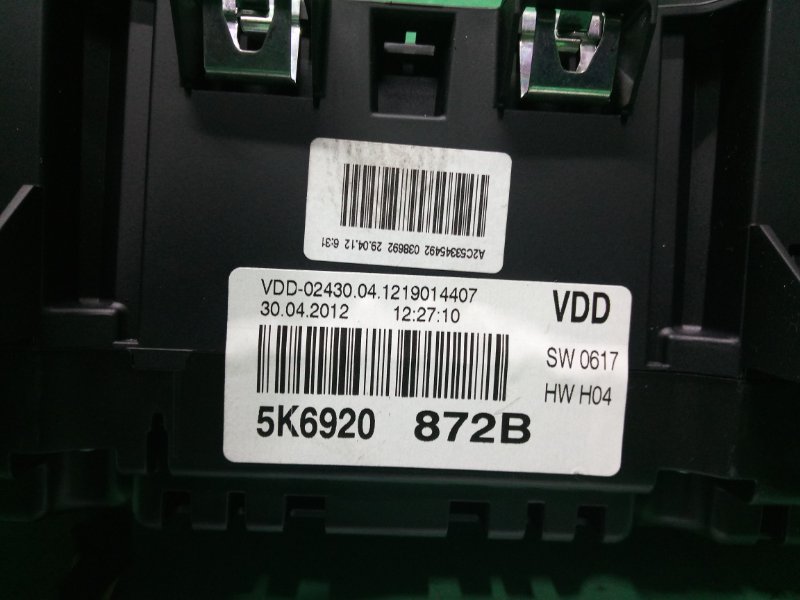 A2C53345492 038692 29.04.12 6:31
VDD-02430.04.1219014407
30.04.2012 12:27:10
VDD
SW 0617
HW H04
5K6920 872B